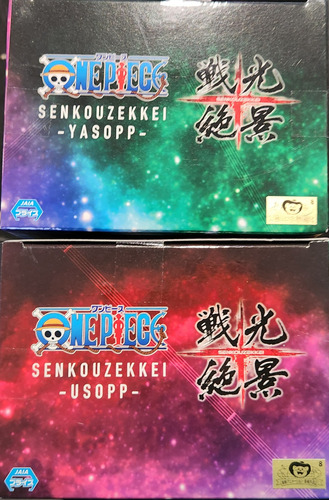 ワンピース
ONE PIECE
SENKOUZEKKEI
-YASOPP-
戦光
絶景
JAIA
プライズ
ワンピース
ONE PIECE
SENKOUZEKKEI
-USOPP-
戦光
SENKOUZEKKEI
絶景
JAIA
プライズ